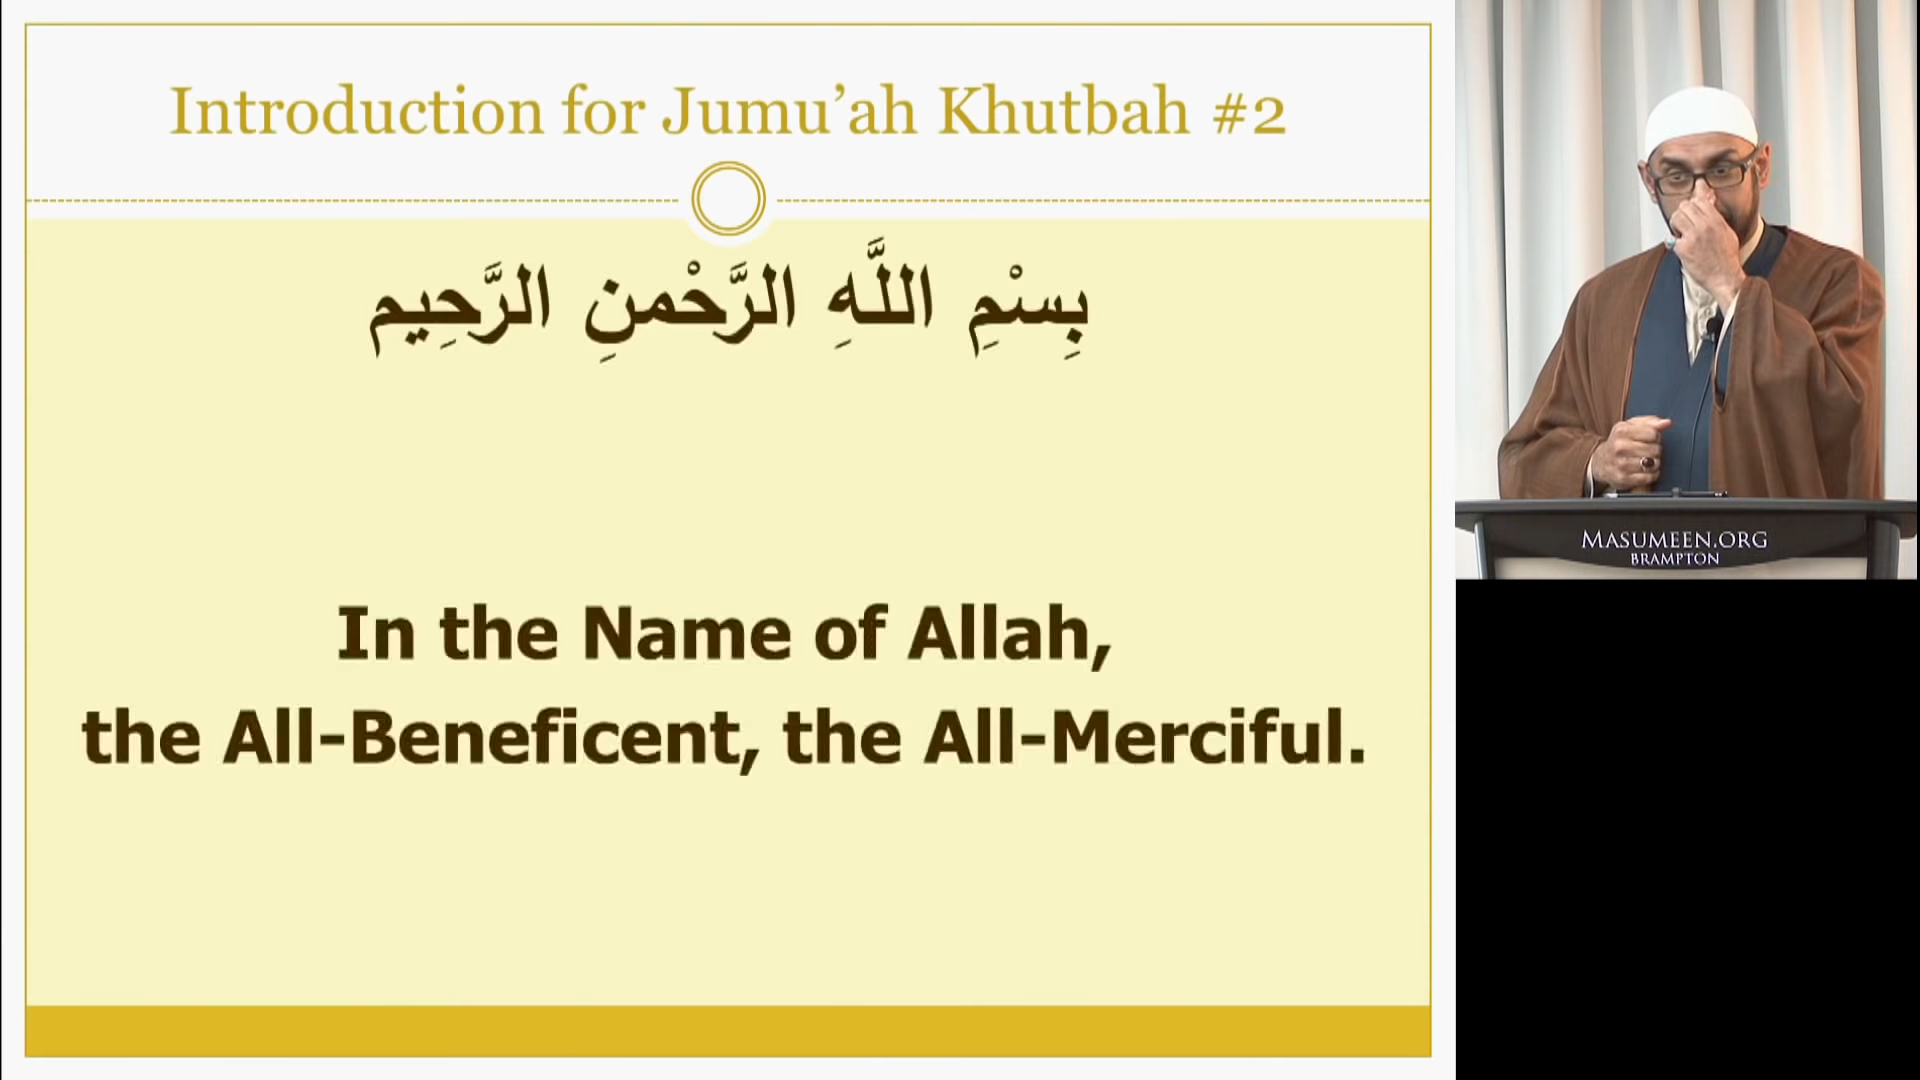 Introduction for Jumu’ah Khutbah #2
بِسْمِ اللَّهِ الرَّحْمنِ الرَّحِيم
In the Name of Allah,
the All-Beneficent, the All-Merciful.
MASUMEEN.ORG
BRAMPTON